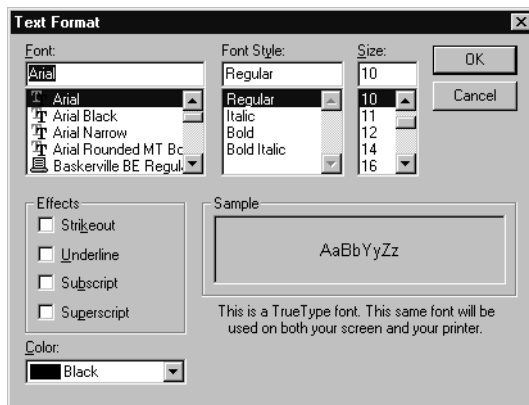 Text Format
Font:
Font Style:
Size:
Arial
Regular
10
OK
Cancel
Arial
Arial Black
Arial Narrow
Arial Rounded MT Bo
Baskerville BE Regul
Regular
Italic
Bold
Bold Italic
10
11
12
14
16
Effects
Strikeout
Underline
Subscript
Superscript
Sample
AaBbYyZz
This is a TrueType font. This same font will be
used on both your screen and your printer.
Color:
Black